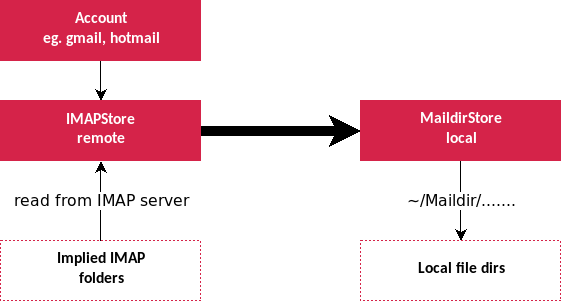 Account
eg. gmail, hotmail
IMAPStore
remote
MaildirStore
local
read from IMAP server
~/Maildir/.......
Implied IMAP
folders
Local file dirs